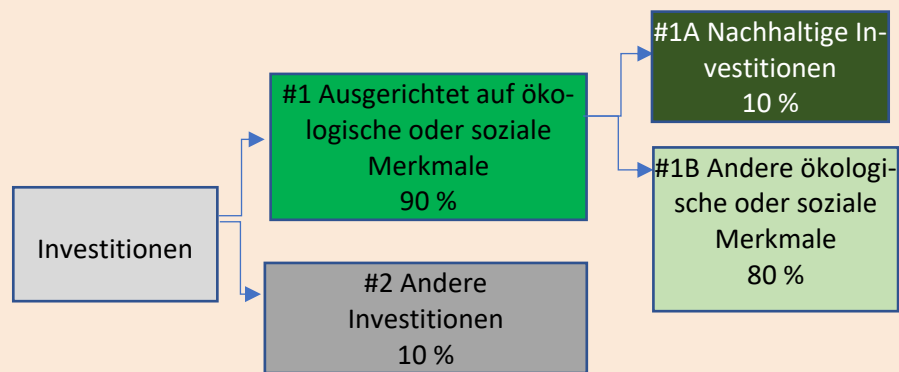 Investitionen
#1 Ausgerichtet auf öko-
logische oder soziale
Merkmale
90 %
#2 Andere
Investitionen
10 %
#1A Nachhaltige In-
vestitionen
10 %
#1B Andere ökologi-
sche oder soziale
Merkmale
80 %